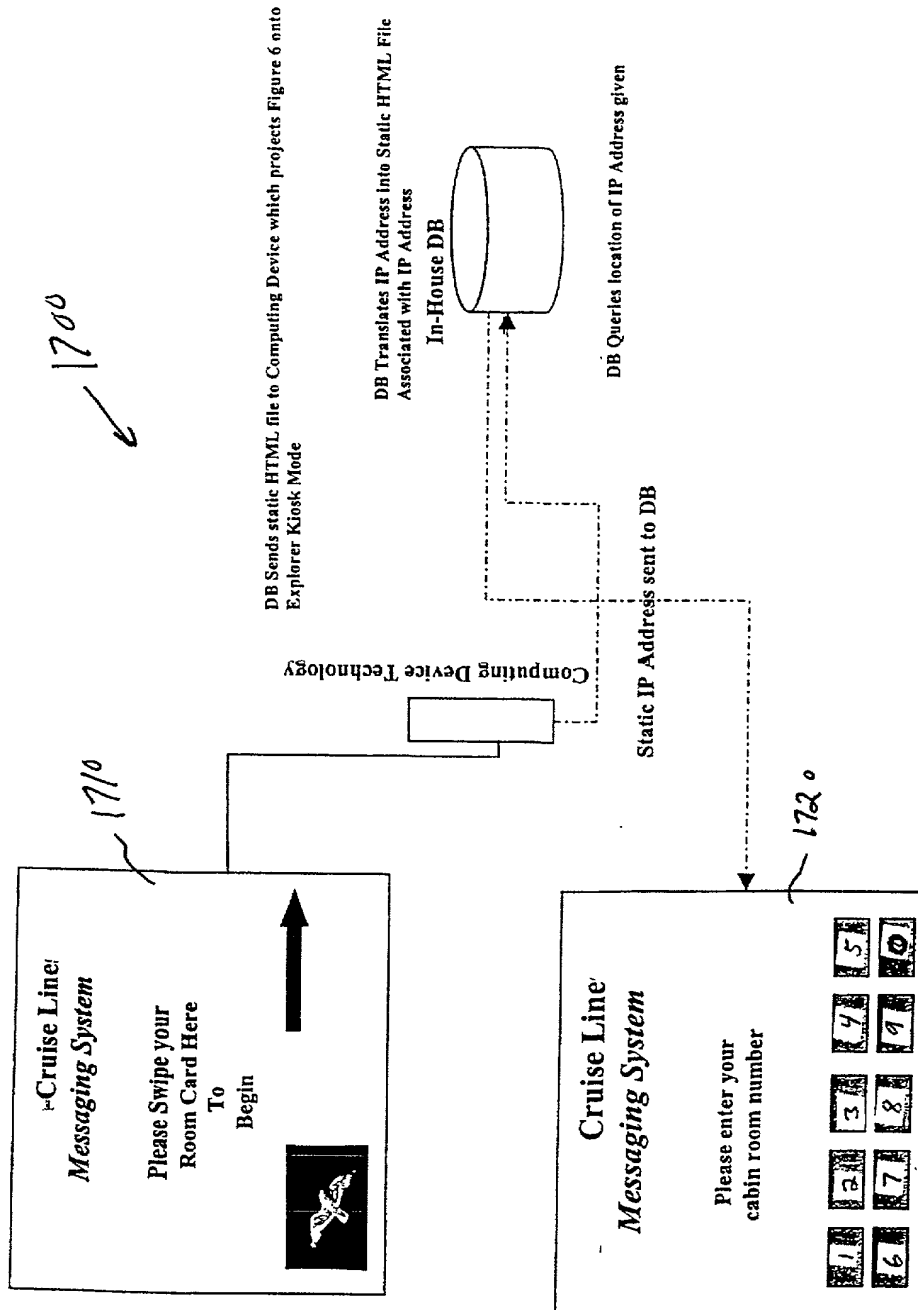 1700
1710
Cruise Line
Messaging System
Please Swipe your
Room Card Here
To
Begin
Computing Device Technology
DB Sends static HTML file to Computing Device which projects Figure 6 onto
Explorer Kiosk Mode
DB Translates IP Address into Static HTML File
Associated with IP Address
In-House DB
DB Queries location of IP Address given
Static IP Address sent to DB
1720
Cruise Line
Messaging System
Please enter your
cabin room number
1 2 3 4 5
6 7 8 9 0